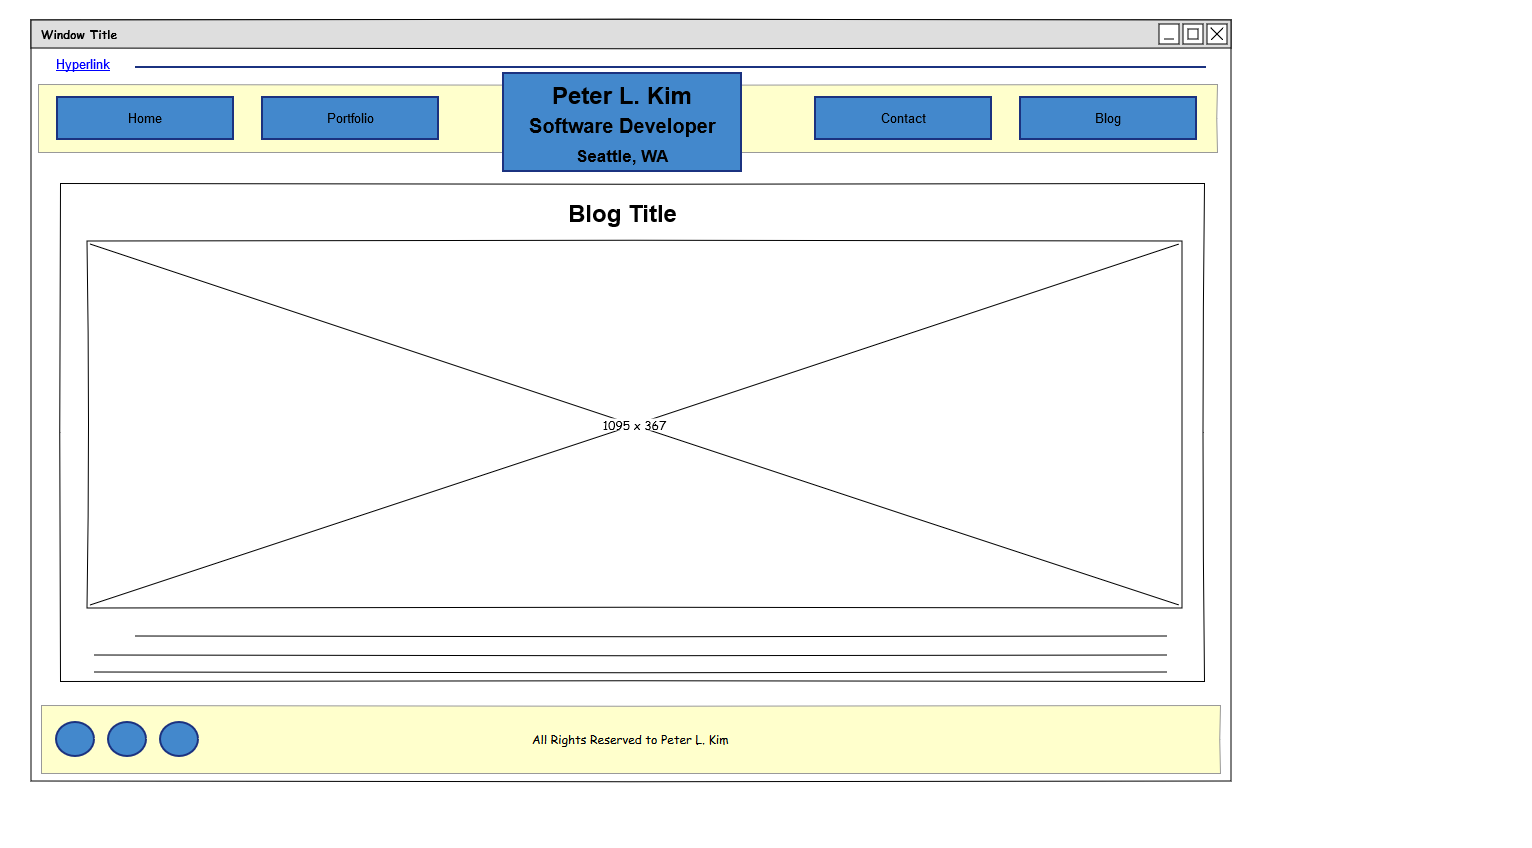 Window Title
Hyperlink
Home
Portfolio
Peter L. Kim
Software Developer
Seattle, WA
Contact
Blog
Blog Title
1095 x 367
All Rights Reserved to Peter L. Kim